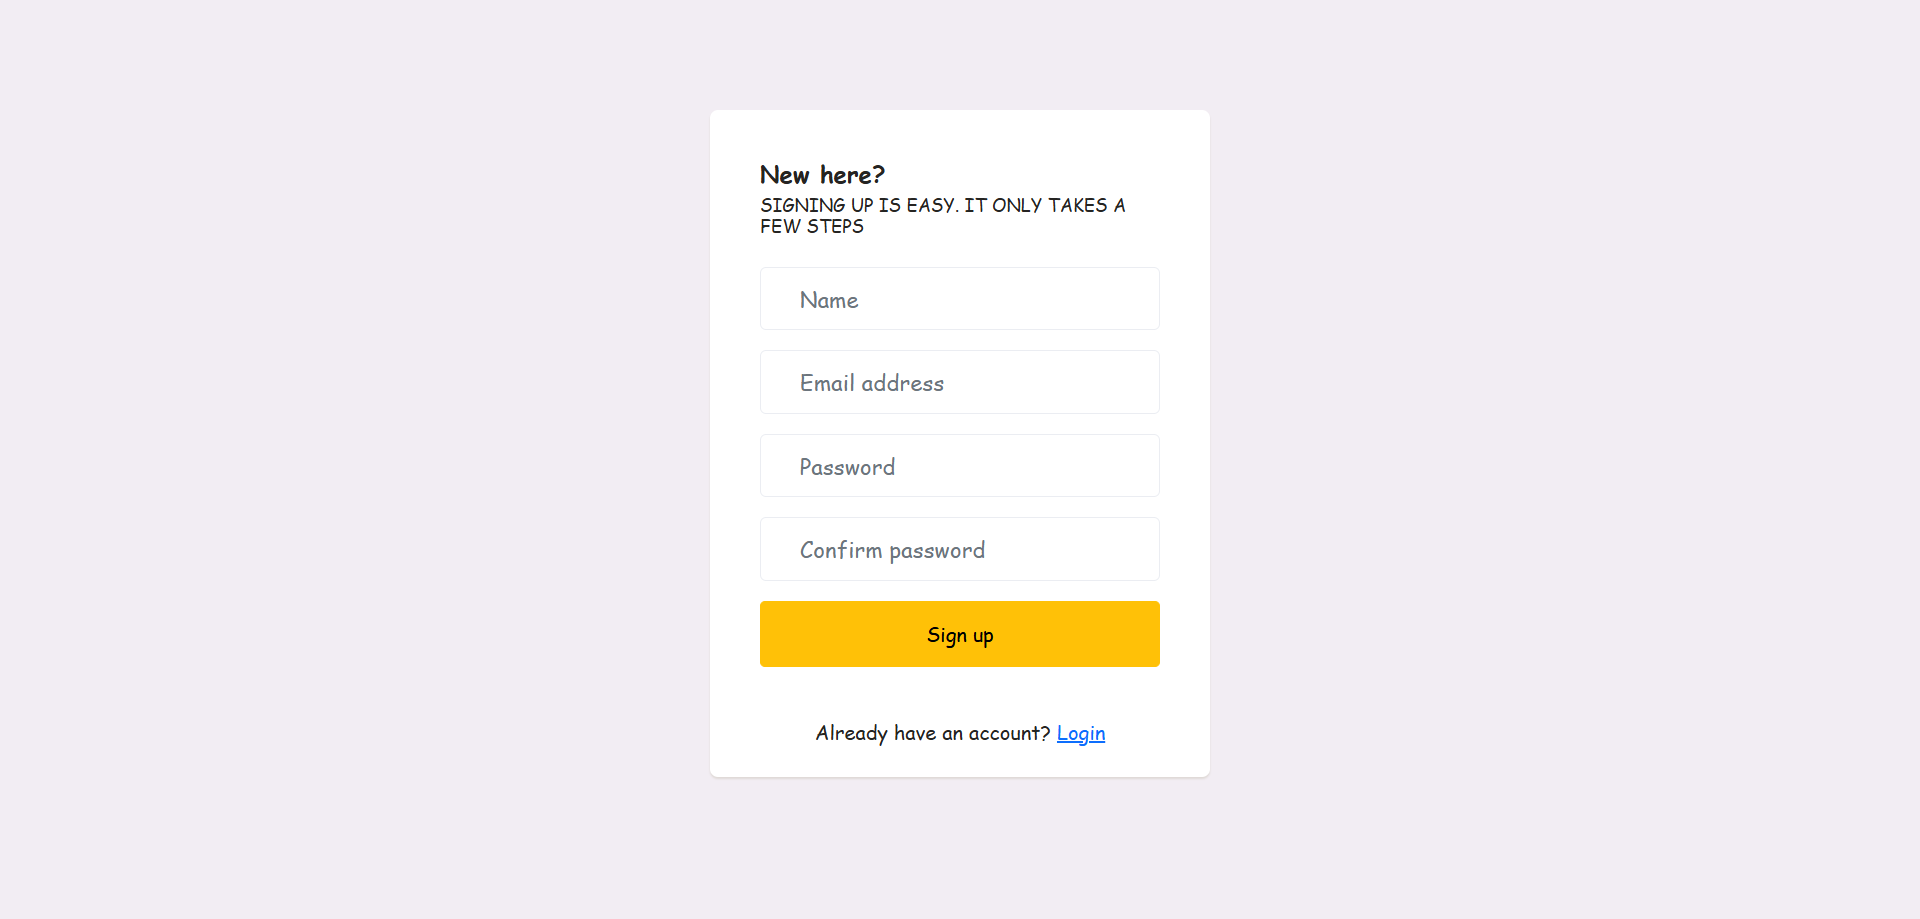 New here?
SIGNING UP IS EASY. IT ONLY TAKES A
FEW STEPS
Name
Email address
Password
Confirm password
Sign up
Already have an account? Login